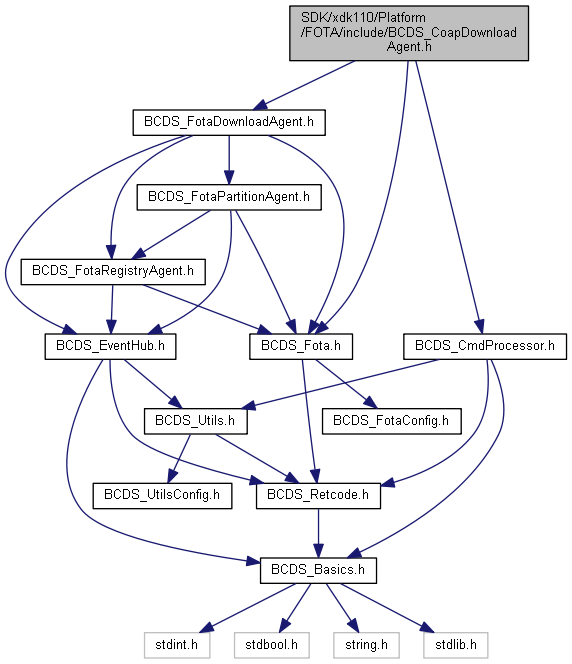 SDK/xdk110/Platform
/FOTA/include/BCDS_CoapDownload
Agent.h
BCDS_FotaDownloadAgent.h
BCDS_FotaPartitionAgent.h
BCDS_FotaRegistryAgent.h
BCDS_EventHub.h
BCDS_Fota.h
BCDS_CmdProcessor.h
BCDS_Utils.h
BCDS_FotaConfig.h
BCDS_UtilsConfig.h
BCDS_Retcode.h
BCDS_Basics.h
stdint.h
stdbool.h
string.h
stdlib.h